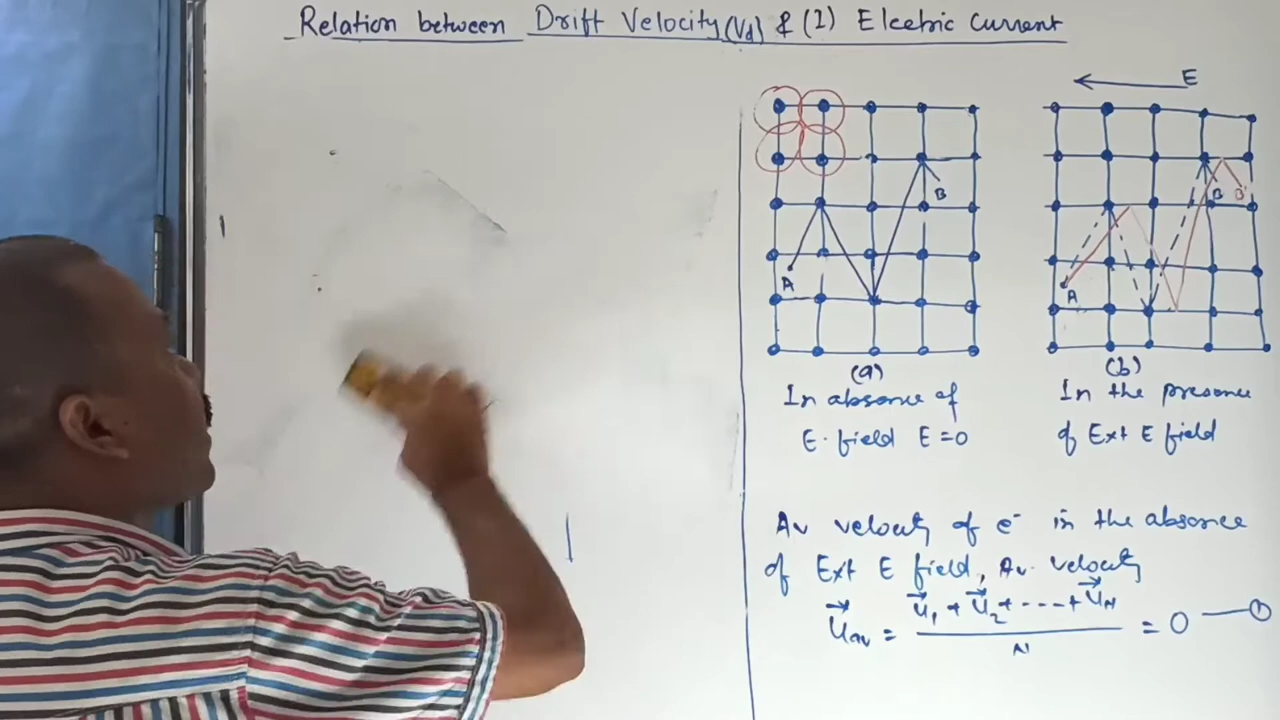 Relation between Drift Velocity (Vd) & (I) Electric Current
E
A
B
(a)
In absence of
E. field E = 0
A
B
B'
(b)
In the presence
of Ext E field
Av velocity of e⁻ in the absence
of Ext E field, Av. velocity
u⃗av = (u⃗1 + u⃗2 + ---- + u⃗N) / N = 0 —— ①